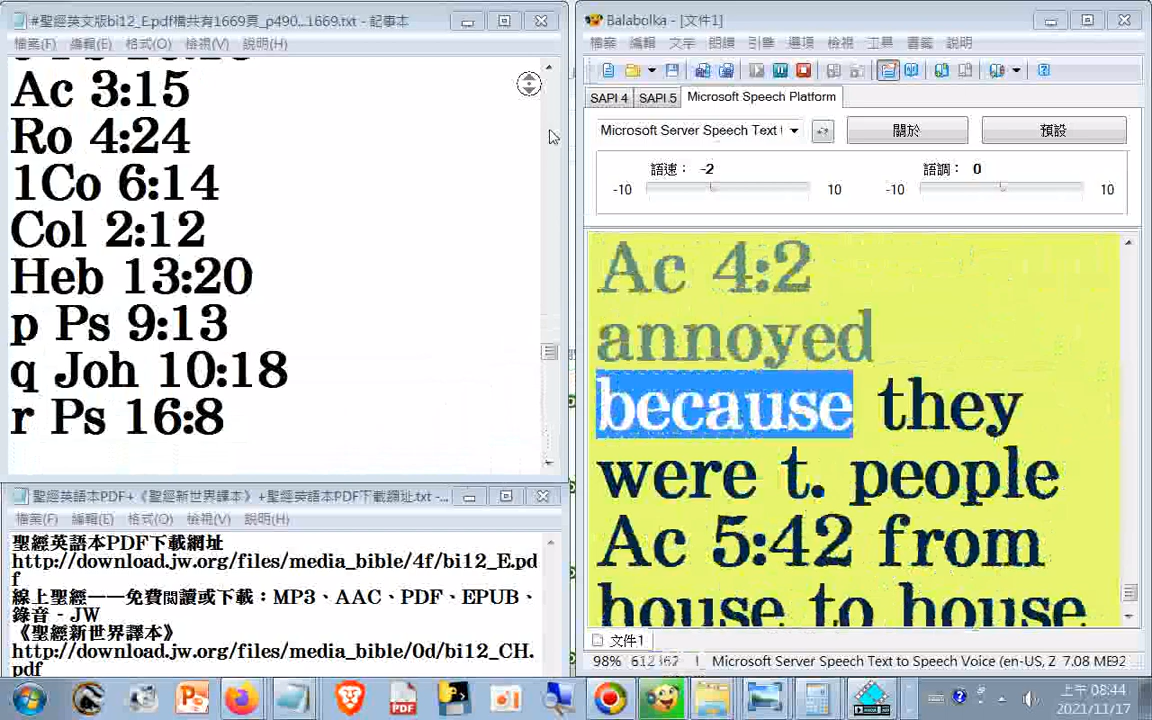 #聖經英文版bi12_E.pdf檔共有1669頁_p490...1669.txt - 記事本
檔案(F) 編輯(E) 格式(O) 檢視(V) 說明(H)
Ac 3:15
Ro 4:24
1Co 6:14
Col 2:12
Heb 13:20
p Ps 9:13
q Joh 10:18
r Ps 16:8
聖經英語本PDF+《聖經新世界譯本》+聖經英語本PDF下載網址.txt - ...
檔案(F) 編輯(E) 格式(O) 檢視(V) 說明(H)
聖經英語本PDF下載網址
http://download.jw.org/files/media_bible/4f/bi12_E.pd
f
線上聖經——免費閱讀或下載：MP3、AAC、PDF、EPUB、
錄音 - JW
《聖經新世界譯本》
http://download.jw.org/files/media_bible/0d/bi12_CH.
pdf
Balabolka - [文件1]
檔案 編輯 文字 朗讀 引擎 選項 檢視 工具 書籤 說明
SAPI 4 SAPI 5 Microsoft Speech Platform
Microsoft Server Speech Text 關於 預設
語速： -2 語調： 0
-10 10 -10 10
Ac 4:2
annoyed
because they
were t. people
Ac 5:42 from
house to house
文件1
98% Microsoft Server Speech Text to Speech Voice (en-US, Z 7.08 ME92
PDF
上午 08:44
2021/11/17